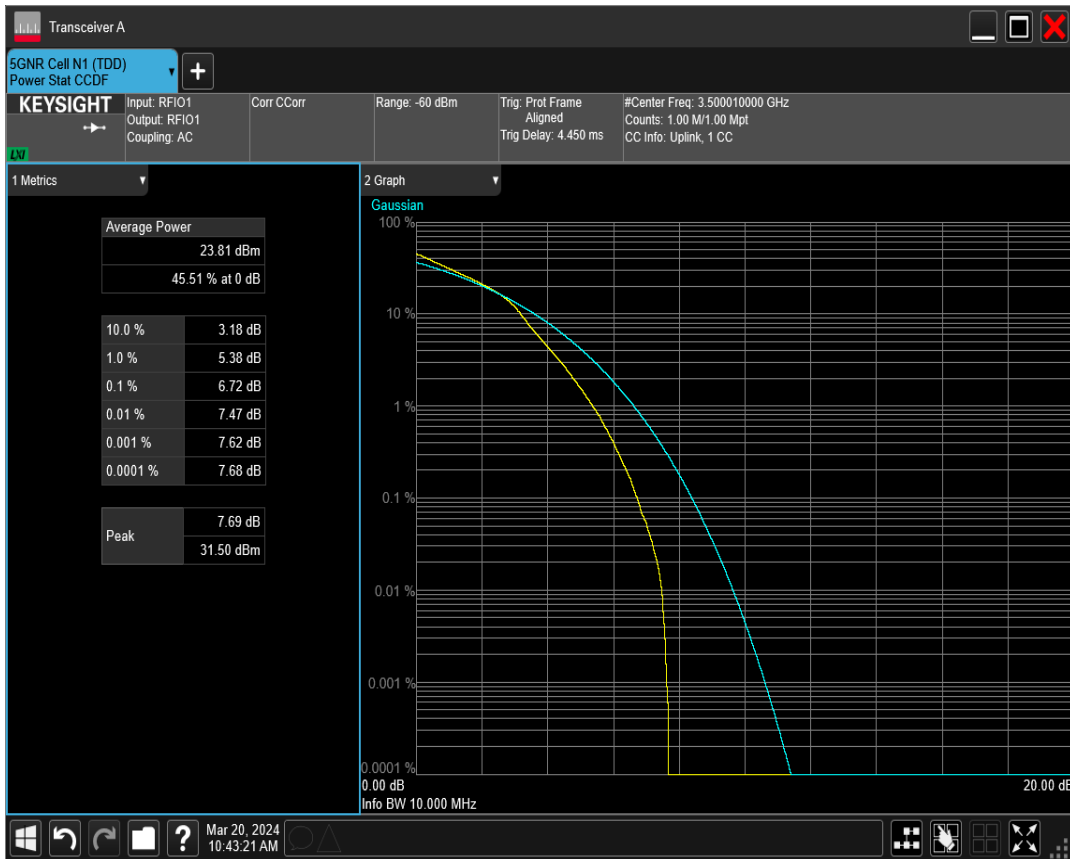 Transceiver A
5GNR Cell N1 (TDD)
Power Stat CCDF
+
KEYSIGHT
LXI
Input: RFIO1
Output: RFIO1
Coupling: AC
Corr CCorr
Range: -60 dBm
Trig: Prot Frame
Aligned
Trig Delay: 4.450 ms
#Center Freq: 3.500010000 GHz
Counts: 1.00 M/1.00 Mpt
CC Info: Uplink, 1 CC
1 Metrics
Average Power
23.81 dBm
45.51 % at 0 dB
10.0 % 3.18 dB
1.0 % 5.38 dB
0.1 % 6.72 dB
0.01 % 7.47 dB
0.001 % 7.62 dB
0.0001 % 7.68 dB
Peak 7.69 dB
31.50 dBm
2 Graph
Gaussian
100 %
10 %
1 %
0.1 %
0.01 %
0.001 %
0.0001 %
0.00 dB 20.00 dB
Info BW 10.000 MHz
?
Mar 20, 2024
10:43:21 AM